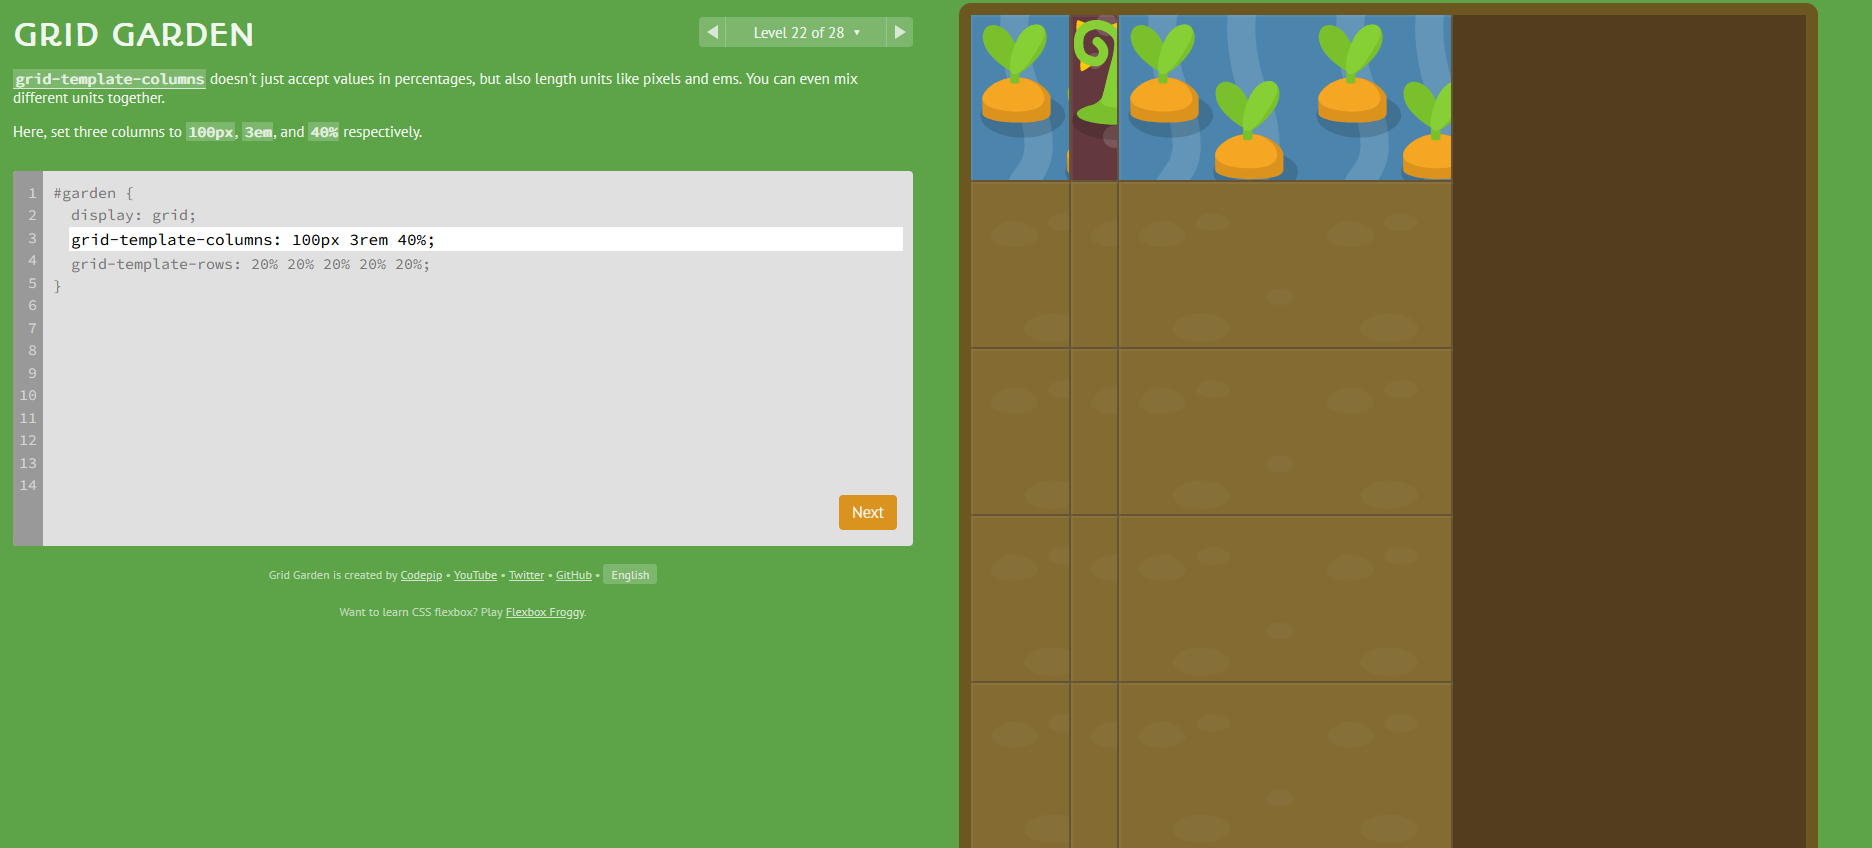 GRID GARDEN
◀ Level 22 of 28 ▼ ▶
grid-template-columns doesn't just accept values in percentages, but also length units like pixels and ems. You can even mix
different units together.
Here, set three columns to 100px, 3em, and 40% respectively.
1 #garden {
2 display: grid;
3 grid-template-columns: 100px 3rem 40%;
4 grid-template-rows: 20% 20% 20% 20% 20%;
5 }
6
7
8
9
10
11
12
13
14
Next
Grid Garden is created by Codepip • YouTube • Twitter • GitHub • English
Want to learn CSS flexbox? Play Flexbox Froggy.